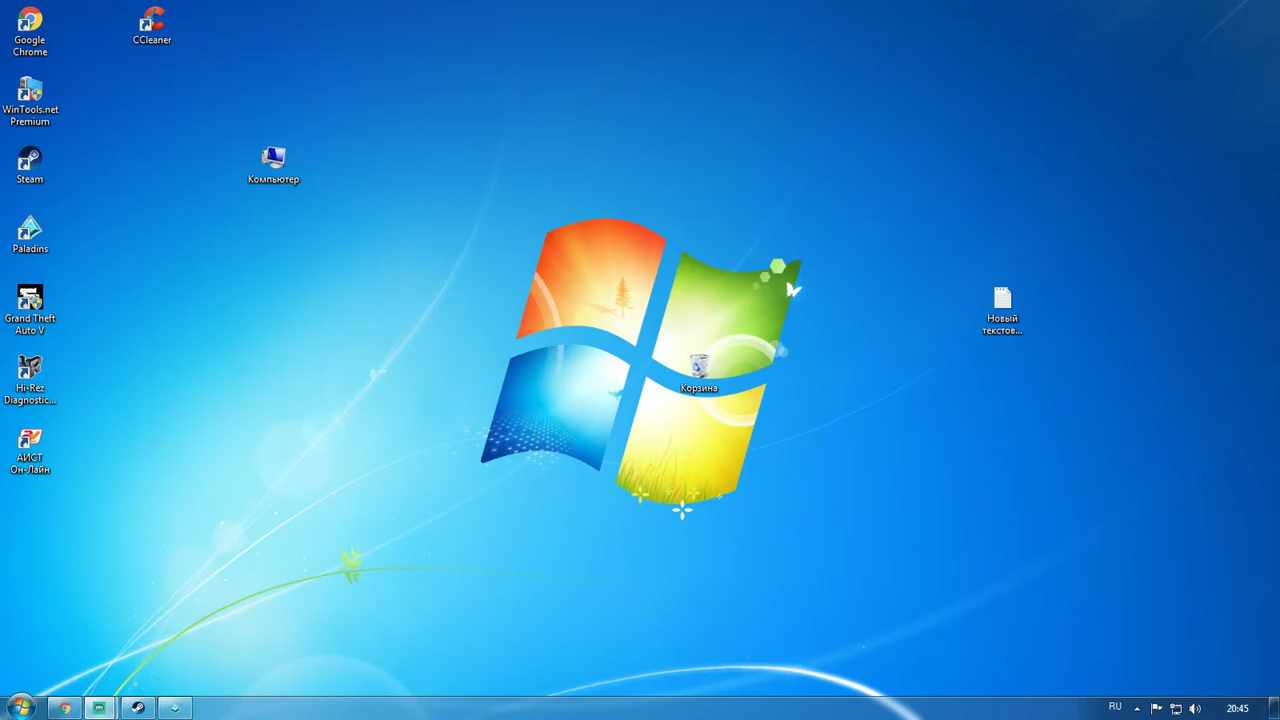 Google
Chrome
CCleaner
WinTools.net
Premium
Steam
Компьютер
Paladins
Grand Theft
Auto V
Новый
текстов...
Hi-Rez
Diagnostic...
Корзина
АИСТ
Он-Лайн
RU
20:45